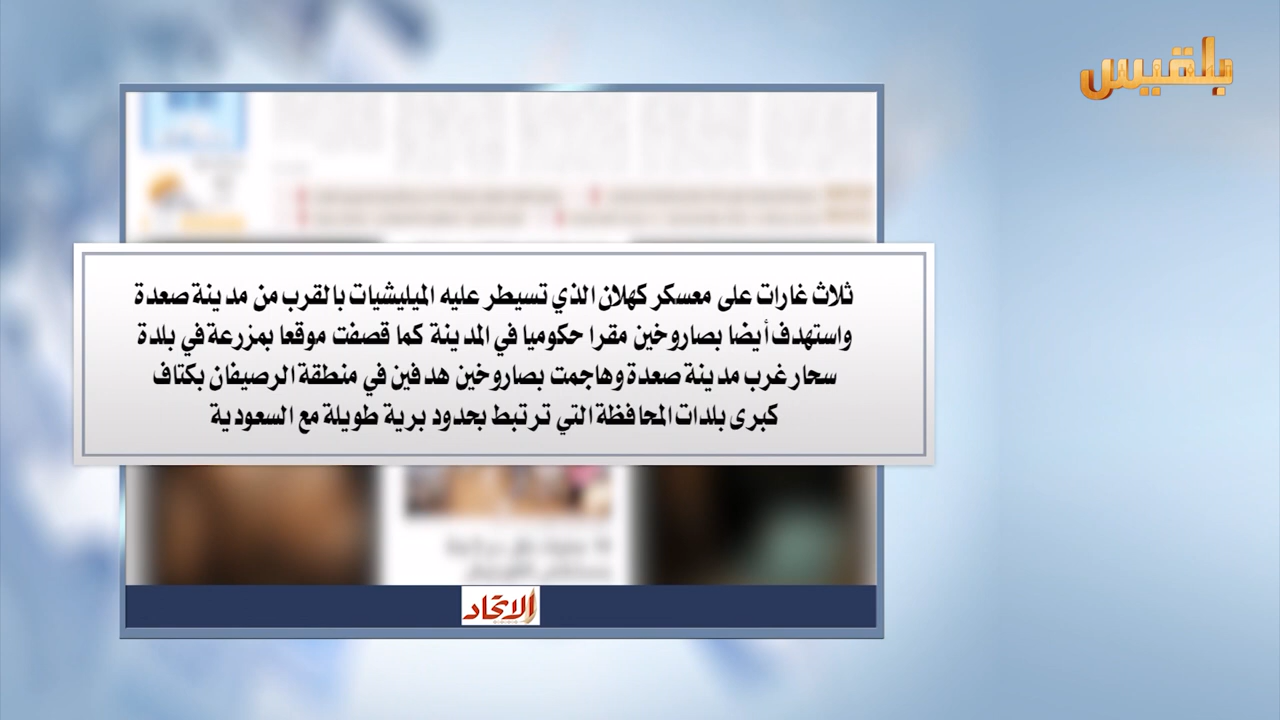 بلقيس
ثلاث غارات على معسكر كهلان الذي تسيطر عليه الميليشيات بالقرب من مدينة صعدة
واستهدف أيضا بصاروخين مقرا حكوميا في المدينة كما قصفت موقعا بمزرعة في بلدة
سحار غرب مدينة صعدة وهاجمت بصاروخين هدفين في منطقة الرصيفان بكتاف
كبرى بلدات المحافظة التي ترتبط بحدود برية طويلة مع السعودية
الاتحاد